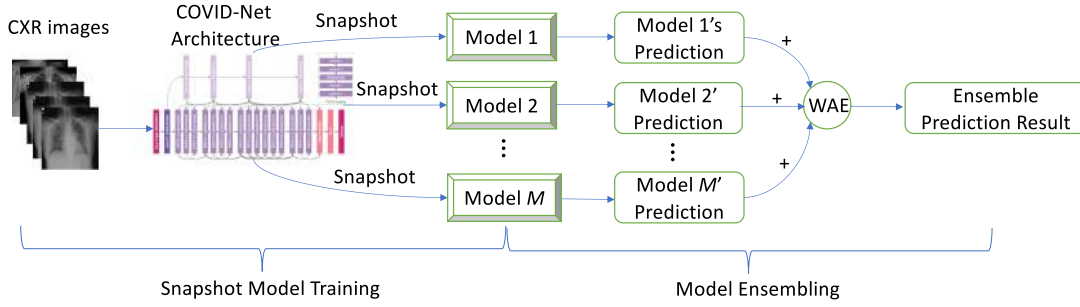 CXR images
COVID-Net
Architecture
Snapshot
Model 1
Model 1's
Prediction
+
Snapshot
Model 2
Model 2'
Prediction
+
WAE
Ensemble
Prediction Result
⋮
⋮
Snapshot
Model M
Model M'
Prediction
+
Snapshot Model Training
Model Ensembling